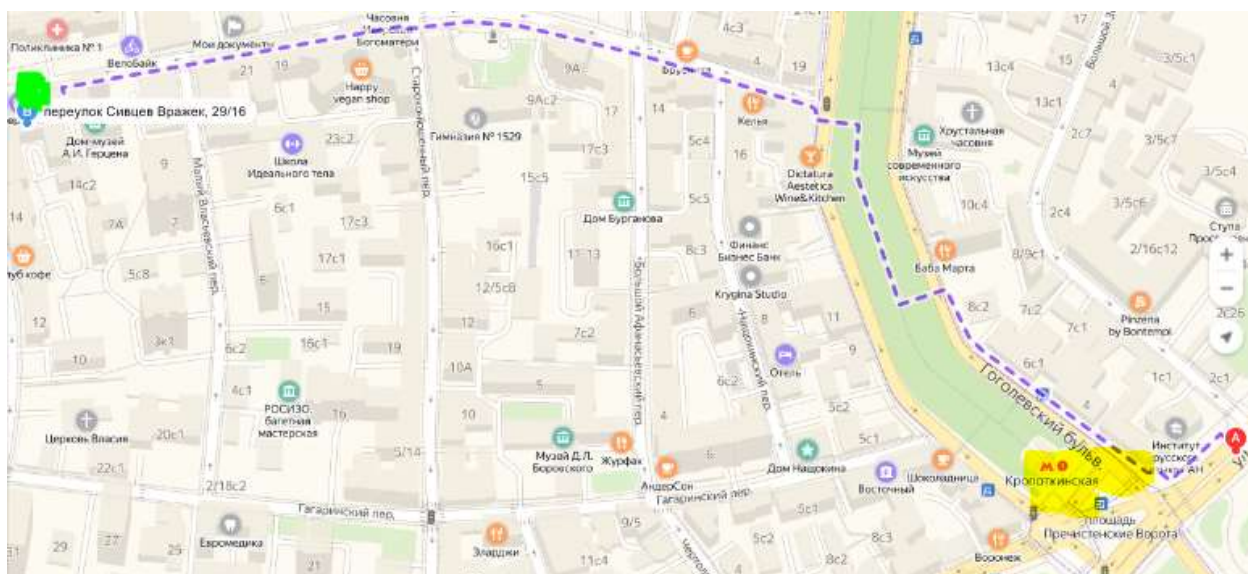 Часовня
Поликлиника № 1
Велобайк
Мои документы
Богоматери
21
19
Happy
vegan shop
9А
9Ас2
17
14
4с3
4
19
Келья
16
5с4
5с5
переулок Сивцев Вражек, 29/16
Дом-музей
А.И. Герцена
9
23с2
Школа
Идеального тела
Гимназия № 1529
17с3
15с5
14с2
14
7А
7
6с1
17с3
Дом Бурганова
Dictatura
Aestetica
Wine&Kitchen
Музей
современного
искусства
Хрустальная
часовня
13с4
13с1
2с7
17
3/5с1
3/5с7
3/5с4
3/5с6
10с4
2с4
8/9с1
2/16с12
Малый Власьевский пер.
Староконюшенный пер.
Большой Афанасьевский пер.
Нащокинский пер.
5с8
17с1
16с1
11-13
12/5с8
8с3
Финанс
Бизнес Банк
Krygina Studio
Баба Марта
15
12
10
3к1
6с2
16с1
19
12
7с2
6
8
11
9
Отель
8с2
7с2
7с1
6с1
1с1
2с1
Pinzeria
by Bontempi
4с1
РОСИЗО,
багетная
мастерская
16
10А
10
5
6с2
5с2
5с1
4
Гоголевский бульв.
4
Церковь Власия
20с1
22с1
2/18с2
5/14
Музей Д.Л.
Боровского
Журфак
АндерСон
6
Дом Нащокина
Восточный
Шоколадница
Кропоткинская
Институт
русского
А
Гагаринский пер.
Гагаринский пер.
Площадь
Пречистенские Ворота
Евромедика
Эларджи
9/5
5с1
5с2
8с3
8с2
11с4
Воронеж
31
29
27
25
21